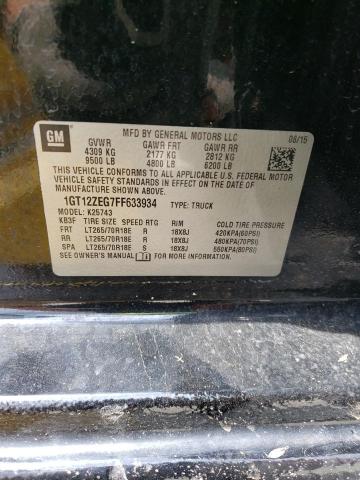 GM
MFD BY GENERAL MOTORS LLC 08/15
GVWR GAWR FRT GAWR RR
4309 KG 2177 KG 2812 KG
9500 LB 4800 LB 6200 LB
THIS VEHICLE CONFORMS TO ALL APPLICABLE U.S. FEDERAL MOTOR
VEHICLE SAFETY STANDARDS IN EFFECT ON THE DATE OF
MANUFACTURE SHOWN ABOVE.
1GT12ZEG7FF633934 TYPE: TRUCK
MODEL: K25743
KB3F TIRE SIZE SPEED RTG RIM COLD TIRE PRESSURE
FRT LT265/70R18E R 18X8J 420KPA(60PSI)
RR LT265/70R18E R 18X8J 480KPA(70PSI)
SPA LT265/70R18E S 18X8J 550KPA(80PSI)
SEE OWNER'S MANUAL FOR MORE INFORMATION